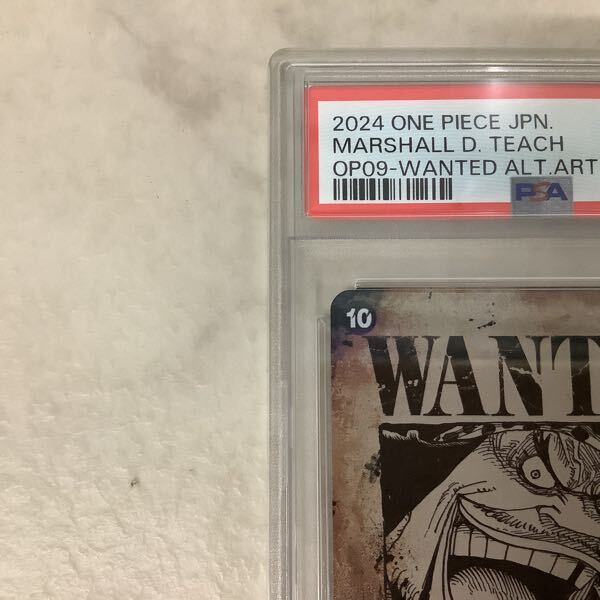 2024 ONE PIECE JPN.
MARSHALL D. TEACH
OP09-WANTED ALT.ART
PSA
10
WANT